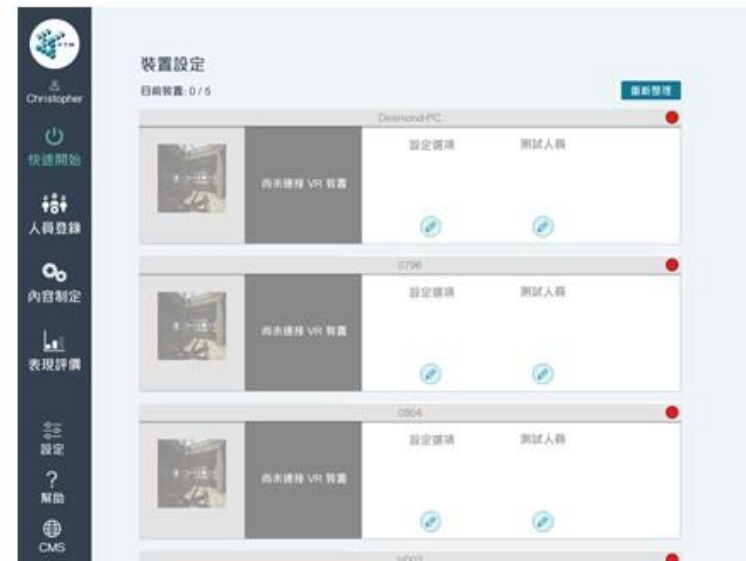 Christopher
快速開始
人員登錄
內容制定
表現評價
設定
?
幫助
CMS
裝置設定
目前裝置: 0 / 5
重新整理
Desmond-PC
尚未連接 VR 裝置
設定選項
測試人員
0796
尚未連接 VR 裝置
設定選項
測試人員
0804
尚未連接 VR 裝置
設定選項
測試人員